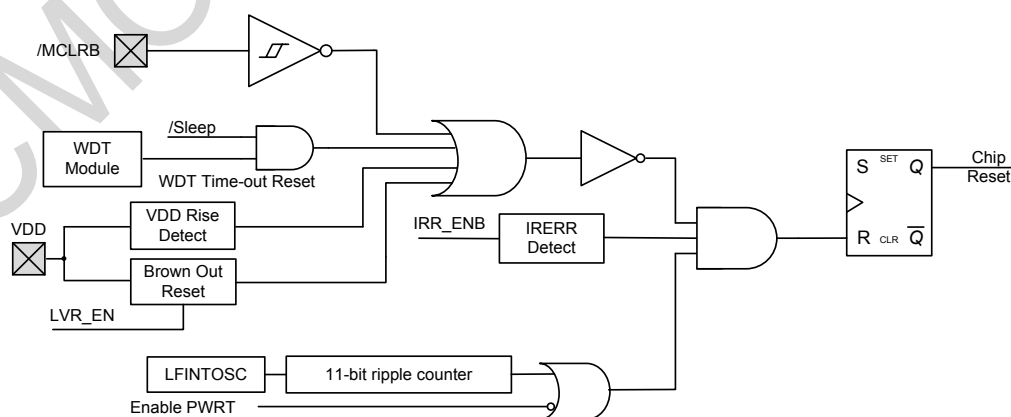 /MCLRB
/Sleep
WDT
Module
WDT Time-out Reset
VDD
VDD Rise
Detect
Brown Out
Reset
LVR_EN
IRR_ENB
IRERR
Detect
S SET Q
R CLR Q
Chip
Reset
LFINTOSC
11-bit ripple counter
Enable PWRT